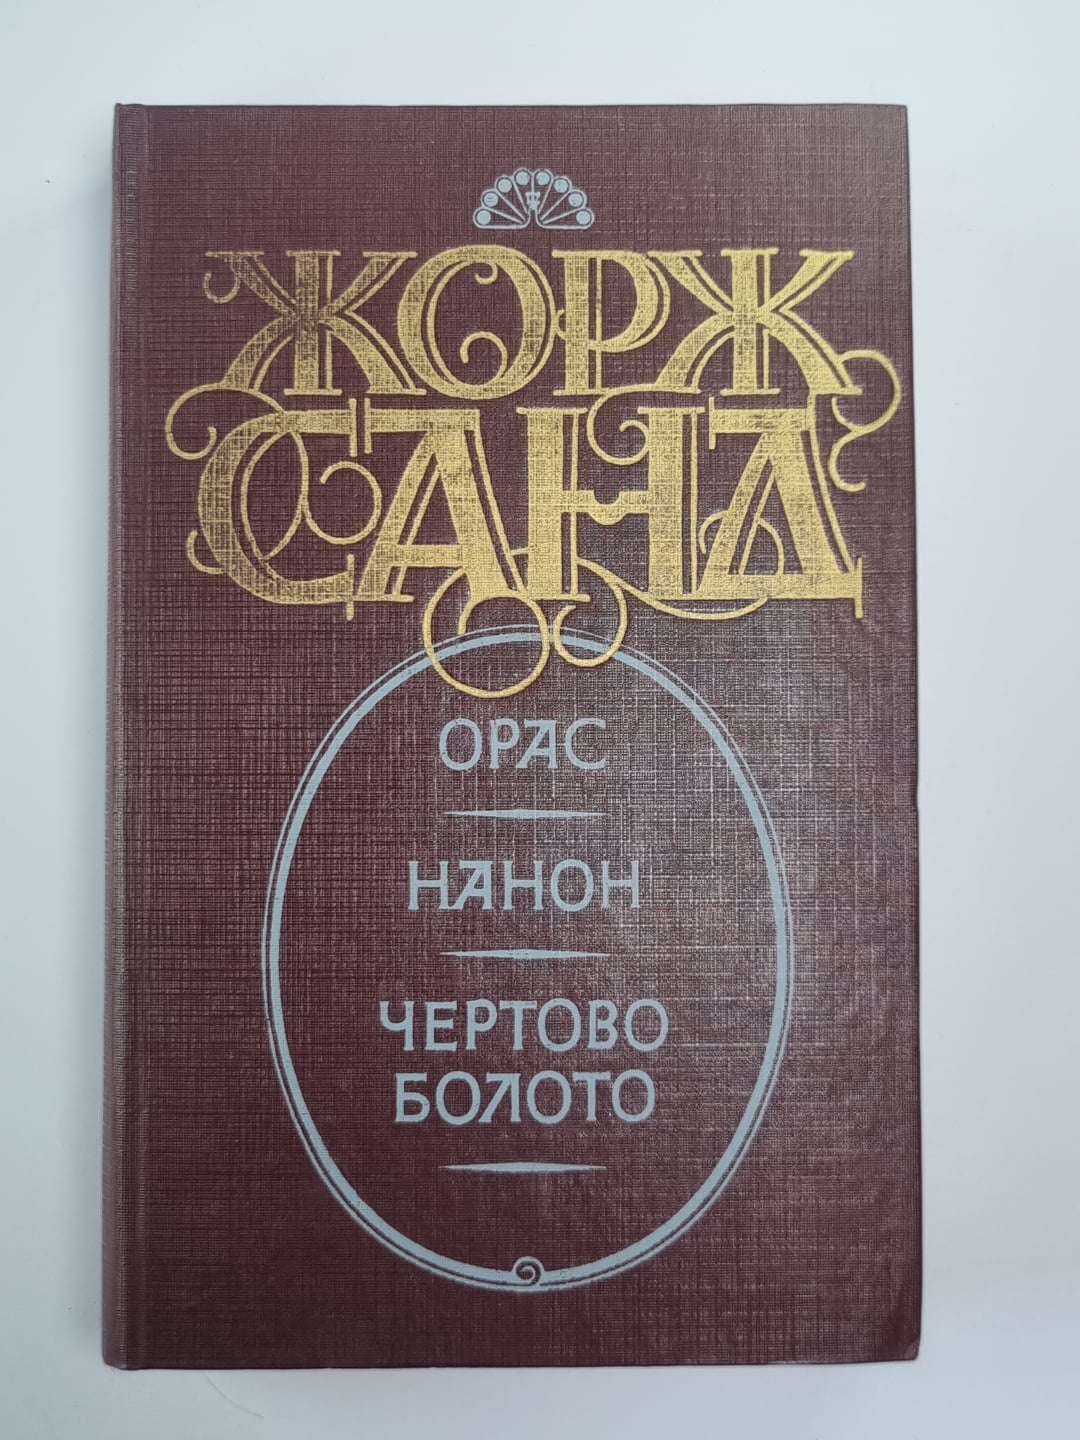 ЖОРЖ
САНД
ОРАС
НАНОН
ЧЕРТОВО
БОЛОТО